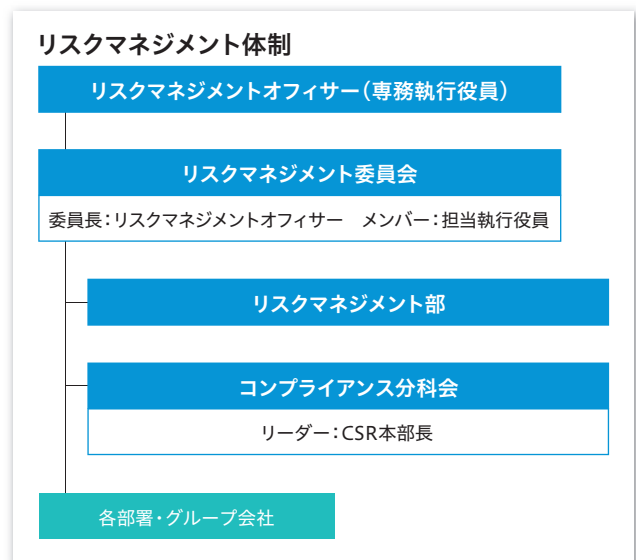 リスクマネジメント体制
リスクマネジメントオフィサー(専務執行役員)
リスクマネジメント委員会
委員長:リスクマネジメントオフィサー　メンバー:担当執行役員
リスクマネジメント部
コンプライアンス分科会
リーダー:CSR本部長
各部署・グループ会社